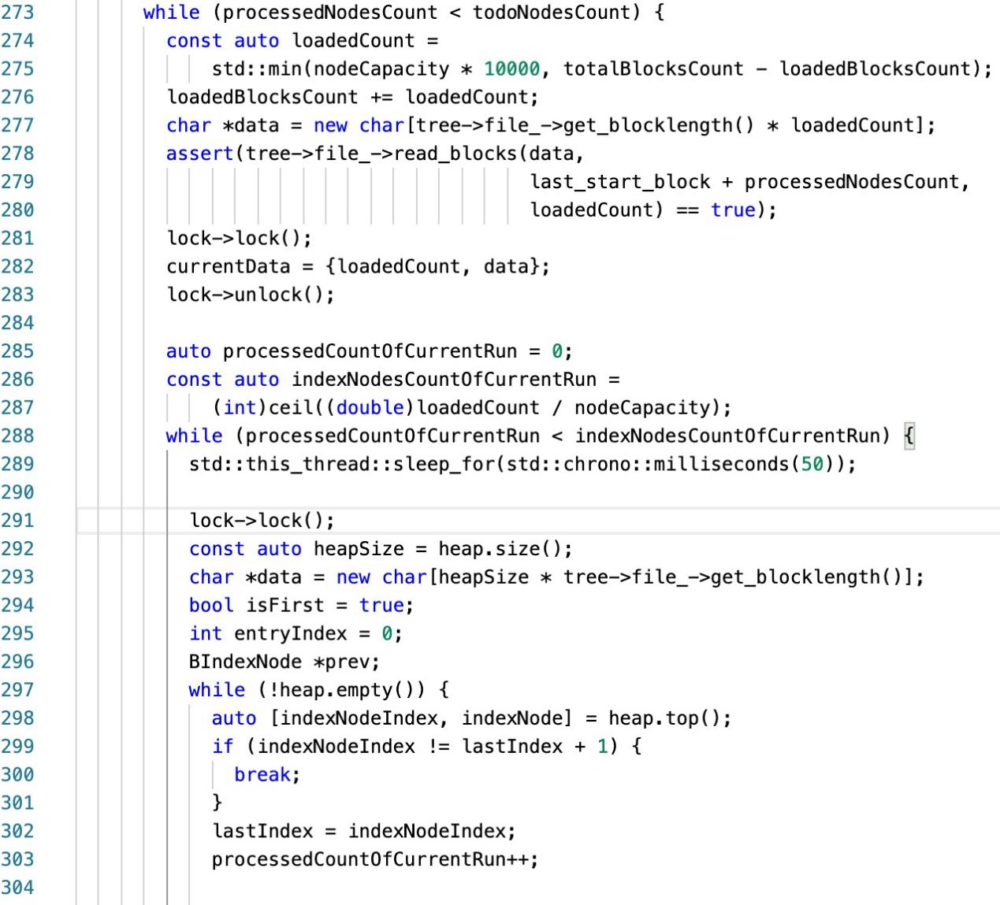 273 while (processedNodesCount < todoNodesCount) {
274 const auto loadedCount =
275 std::min(nodeCapacity * 10000, totalBlocksCount - loadedBlocksCount);
276 loadedBlocksCount += loadedCount;
277 char *data = new char[tree->file_->get_blocklength() * loadedCount];
278 assert(tree->file_->read_blocks(data,
279 last_start_block + processedNodesCount,
280 loadedCount) == true);
281 lock->lock();
282 currentData = {loadedCount, data};
283 lock->unlock();
284
285 auto processedCountOfCurrentRun = 0;
286 const auto indexNodesCountOfCurrentRun =
287 (int)ceil((double)loadedCount / nodeCapacity);
288 while (processedCountOfCurrentRun < indexNodesCountOfCurrentRun) {
289 std::this_thread::sleep_for(std::chrono::milliseconds(50));
290
291 lock->lock();
292 const auto heapSize = heap.size();
293 char *data = new char[heapSize * tree->file_->get_blocklength()];
294 bool isFirst = true;
295 int entryIndex = 0;
296 BIndexNode *prev;
297 while (!heap.empty()) {
298 auto [indexNodeIndex, indexNode] = heap.top();
299 if (indexNodeIndex != lastIndex + 1) {
300 break;
301 }
302 lastIndex = indexNodeIndex;
303 processedCountOfCurrentRun++;
304